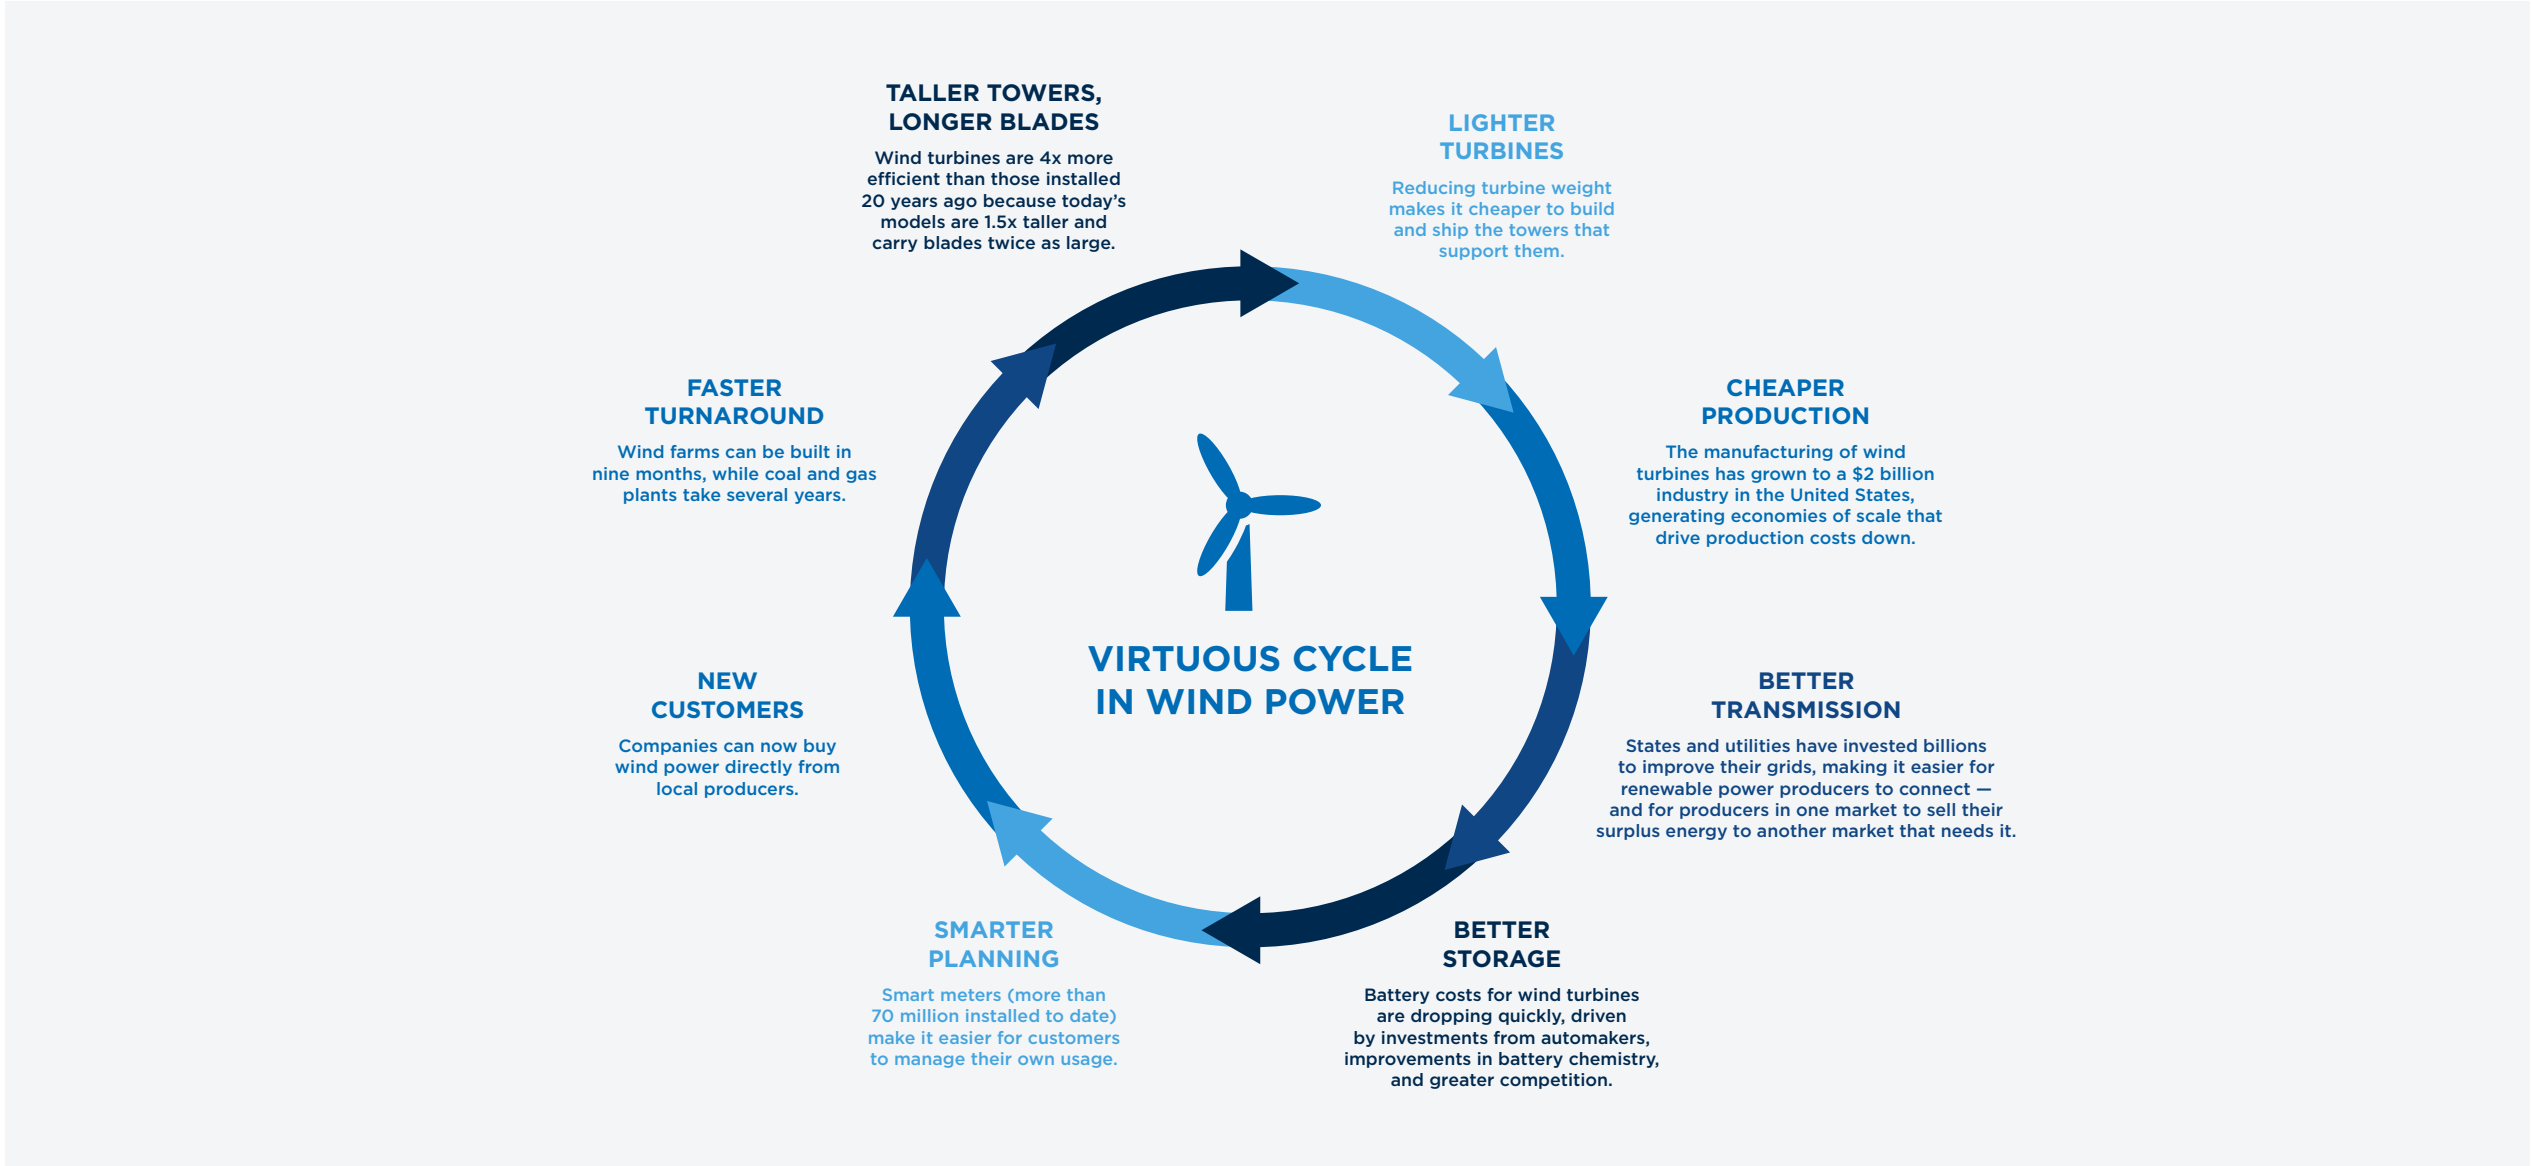 TALLER TOWERS,
LONGER BLADES
Wind turbines are 4x more
efficient than those installed
20 years ago because today’s
models are 1.5x taller and
carry blades twice as large.
LIGHTER
TURBINES
Reducing turbine weight
makes it cheaper to build
and ship the towers that
support them.
CHEAPER
PRODUCTION
The manufacturing of wind
turbines has grown to a $2 billion
industry in the United States,
generating economies of scale that
drive production costs down.
BETTER
TRANSMISSION
States and utilities have invested billions
to improve their grids, making it easier for
renewable power producers to connect —
and for producers in one market to sell their
surplus energy to another market that needs it.
BETTER
STORAGE
Battery costs for wind turbines
are dropping quickly, driven
by investments from automakers,
improvements in battery chemistry,
and greater competition.
SMARTER
PLANNING
Smart meters (more than
70 million installed to date)
make it easier for customers
to manage their own usage.
NEW
CUSTOMERS
Companies can now buy
wind power directly from
local producers.
FASTER
TURNAROUND
Wind farms can be built in
nine months, while coal and gas
plants take several years.
VIRTUOUS CYCLE
IN WIND POWER